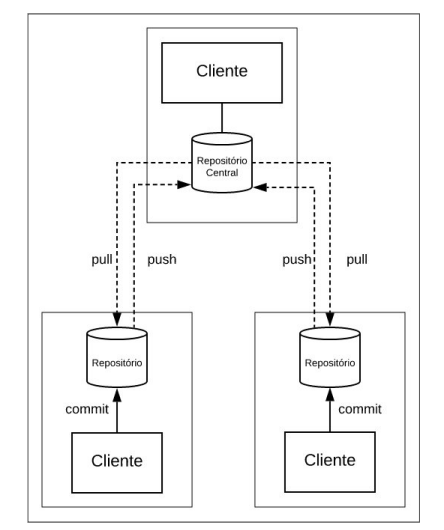 Cliente
Repositório
Central
pull
push
push
pull
Repositório
Repositório
commit
commit
Cliente
Cliente